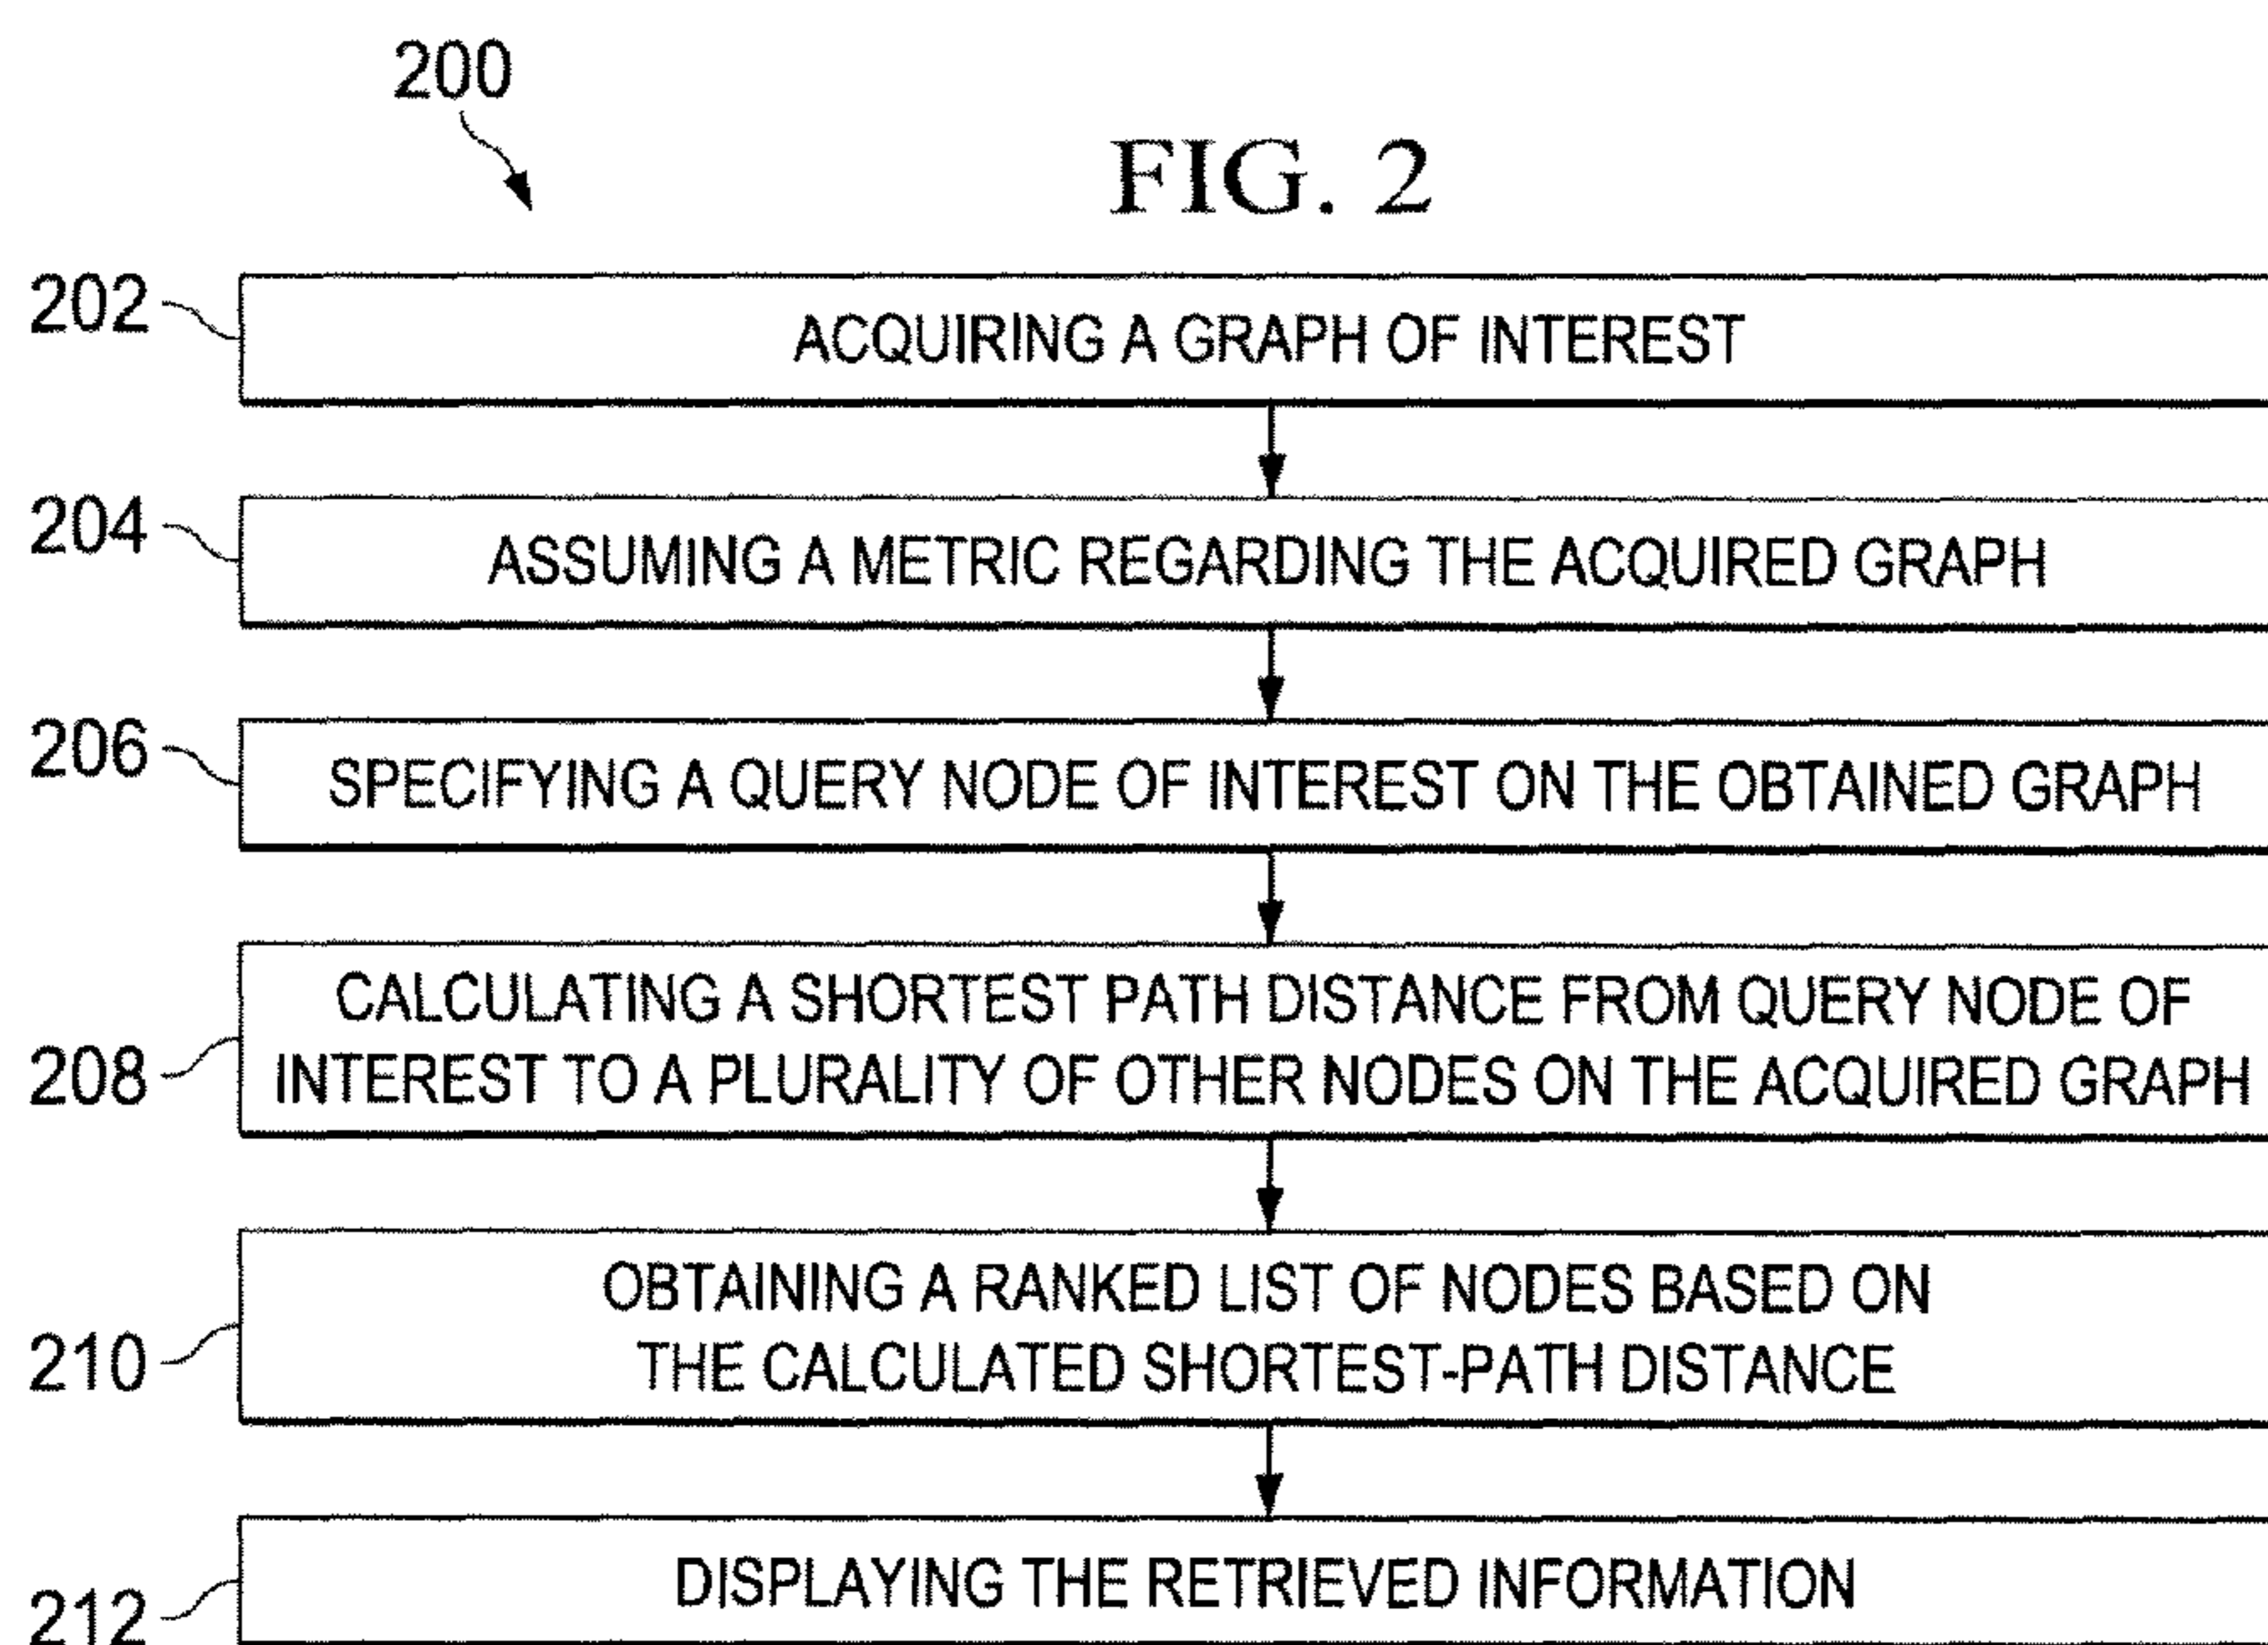 200
FIG. 2
202
ACQUIRING A GRAPH OF INTEREST
204
ASSUMING A METRIC REGARDING THE ACQUIRED GRAPH
206
SPECIFYING A QUERY NODE OF INTEREST ON THE OBTAINED GRAPH
208
CALCULATING A SHORTEST PATH DISTANCE FROM QUERY NODE OF
INTEREST TO A PLURALITY OF OTHER NODES ON THE ACQUIRED GRAPH
210
OBTAINING A RANKED LIST OF NODES BASED ON
THE CALCULATED SHORTEST-PATH DISTANCE
212
DISPLAYING THE RETRIEVED INFORMATION